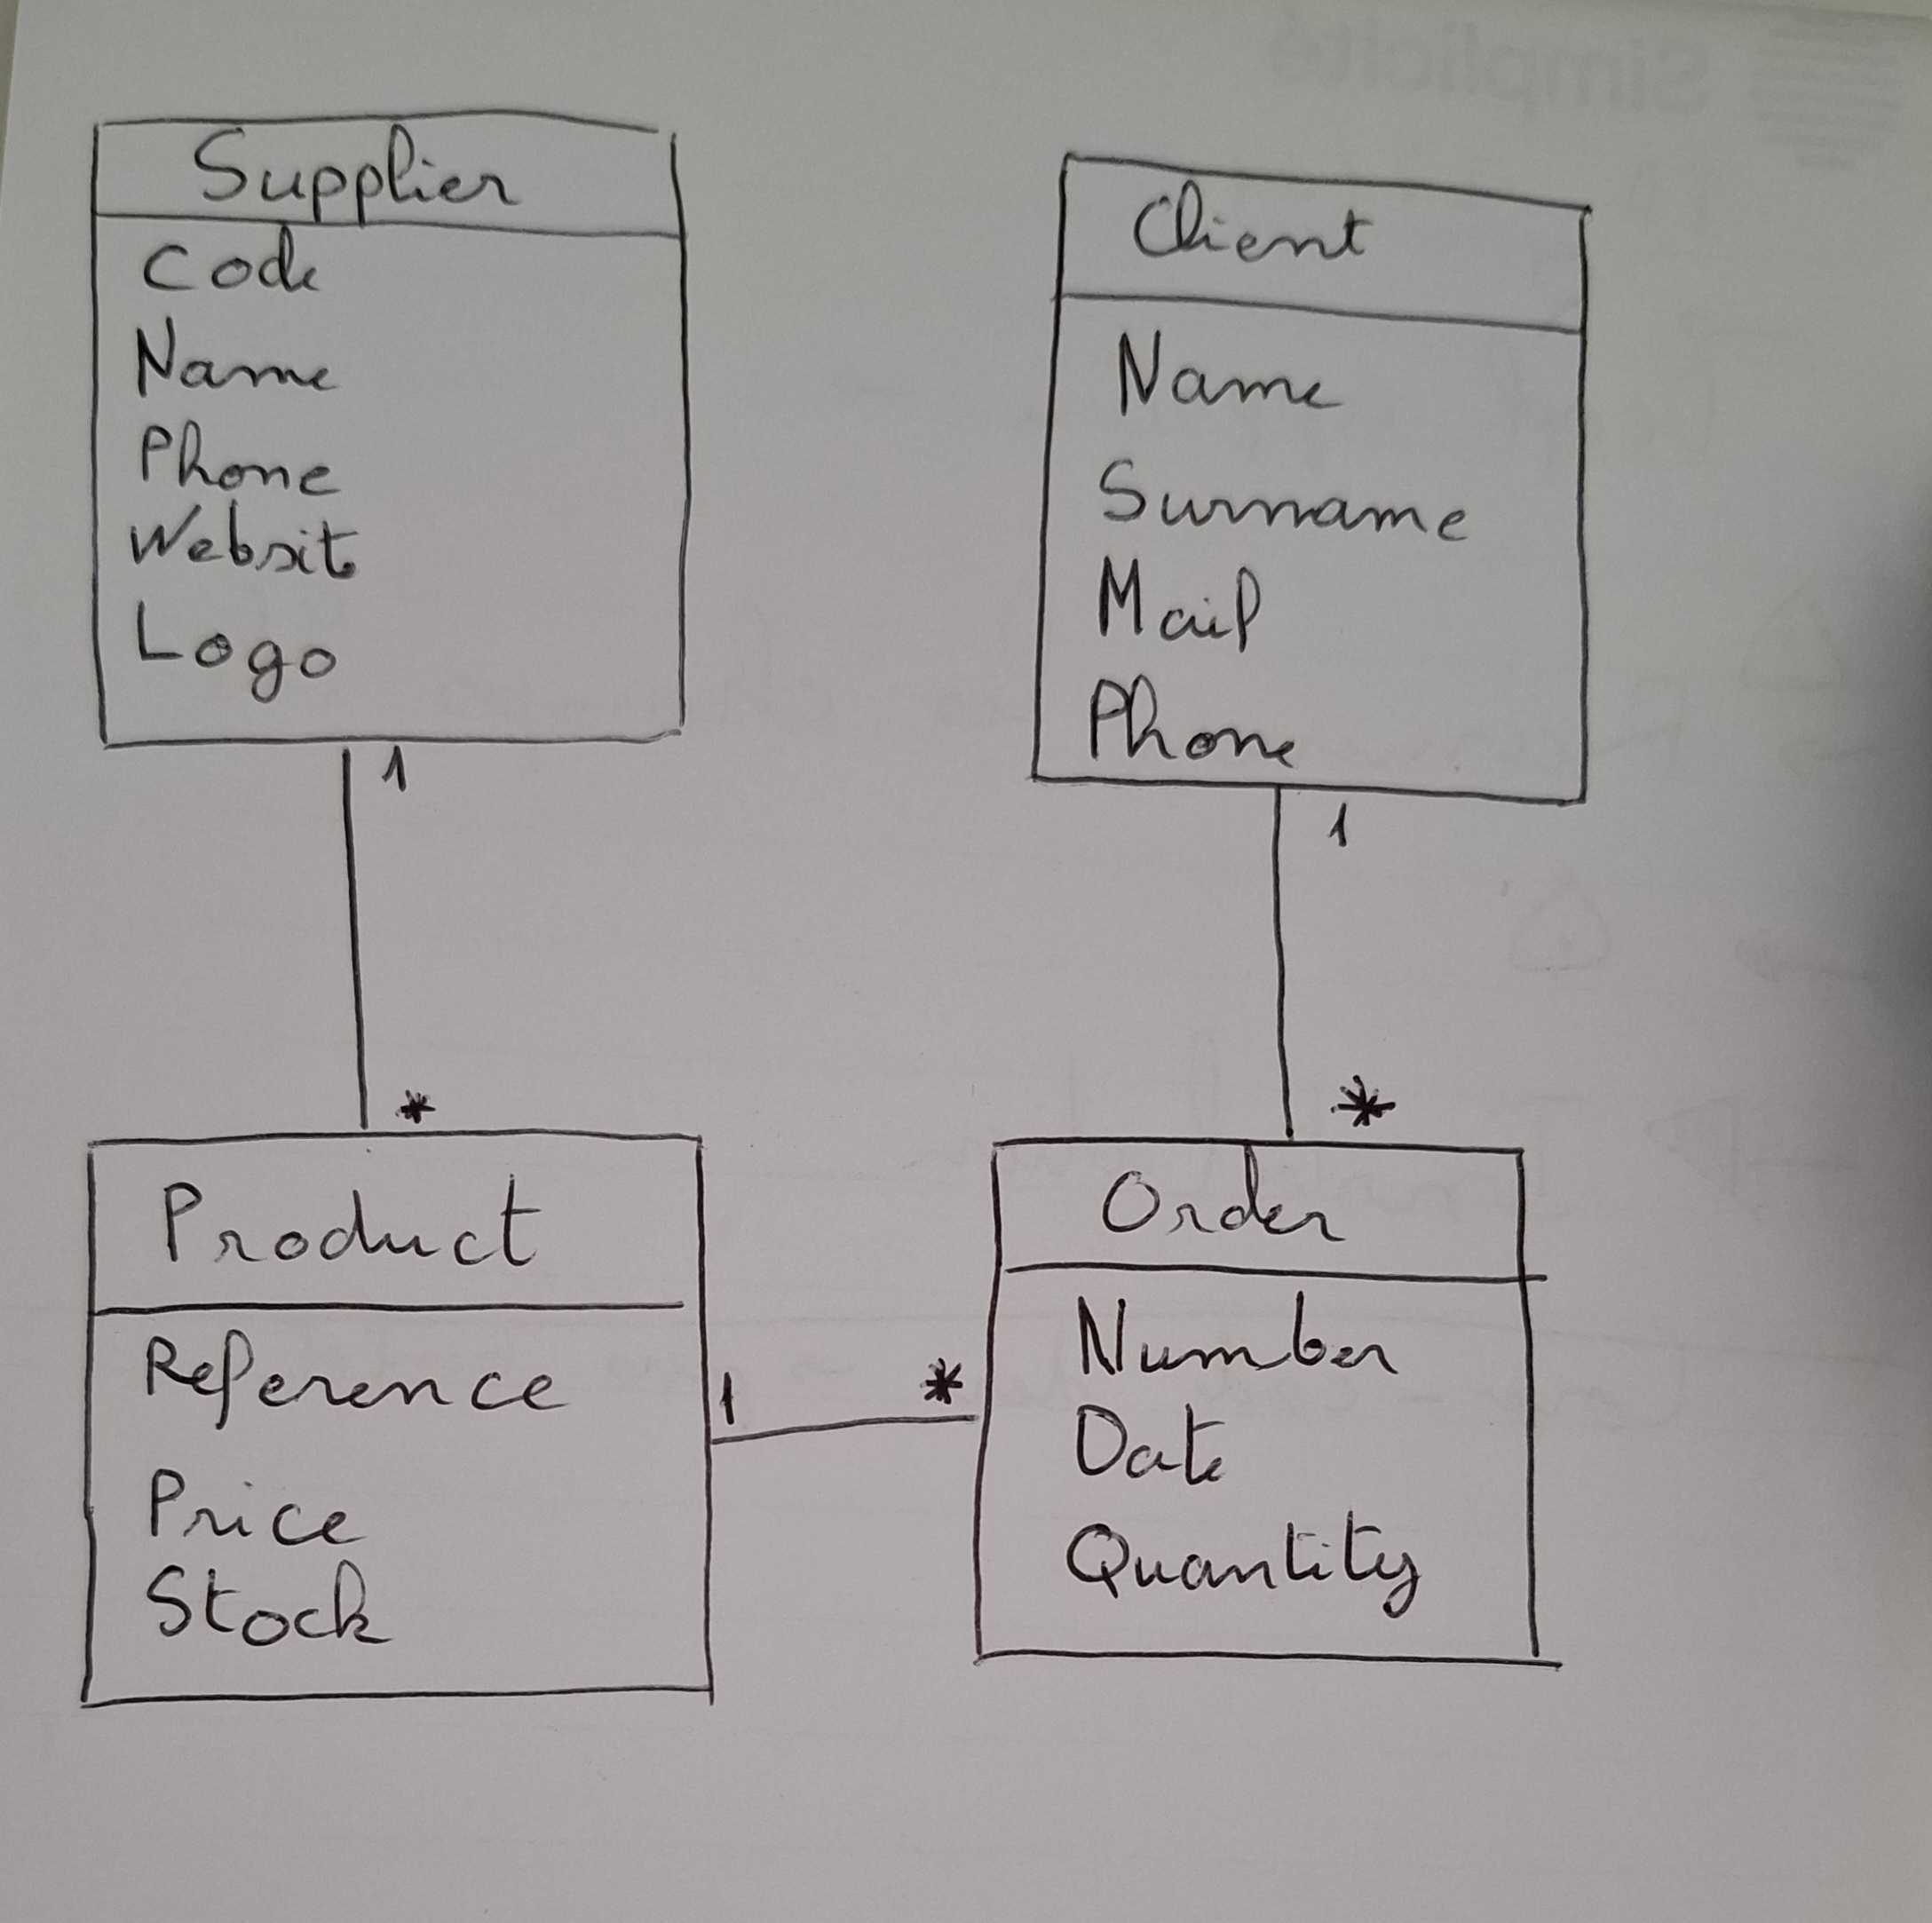 Simplicité
Supplier
Code
Name
Phone
Website
Logo
1
*
Client
Name
Surname
Mail
Phone
1
*
Product
Reference
Price
Stock
1
*
Order
Number
Date
Quantity